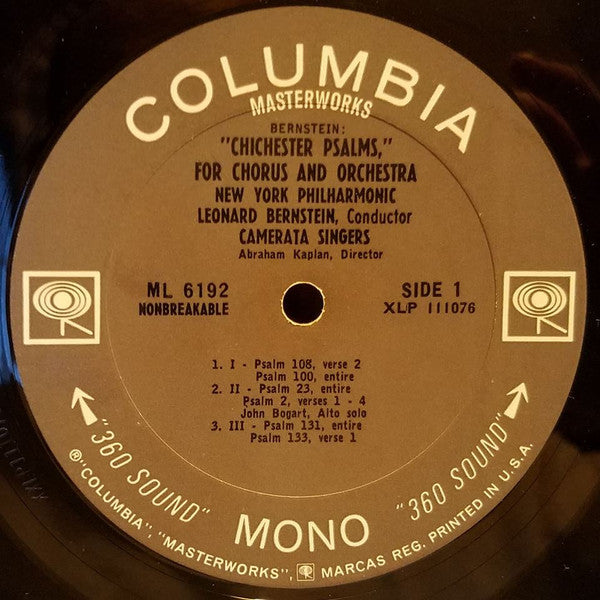 COLUMBIA
MASTERWORKS
BERNSTEIN:
"CHICHESTER PSALMS,"
FOR CHORUS AND ORCHESTRA
NEW YORK PHILHARMONIC
LEONARD BERNSTEIN, Conductor
CAMERATA SINGERS
Abraham Kaplan, Director
ML 6192
NONBREAKABLE
SIDE 1
XLP 111076
1. I - Psalm 108, verse 2
Psalm 100, entire
2. II - Psalm 23, entire
Psalm 2, verses 1 - 4
John Bogart, Alto solo
3. III - Psalm 131, entire
Psalm 133, verse 1
"360 SOUND"
MONO
"360 SOUND"
® "COLUMBIA", "MASTERWORKS", MARCAS REG. PRINTED IN U.S.A.